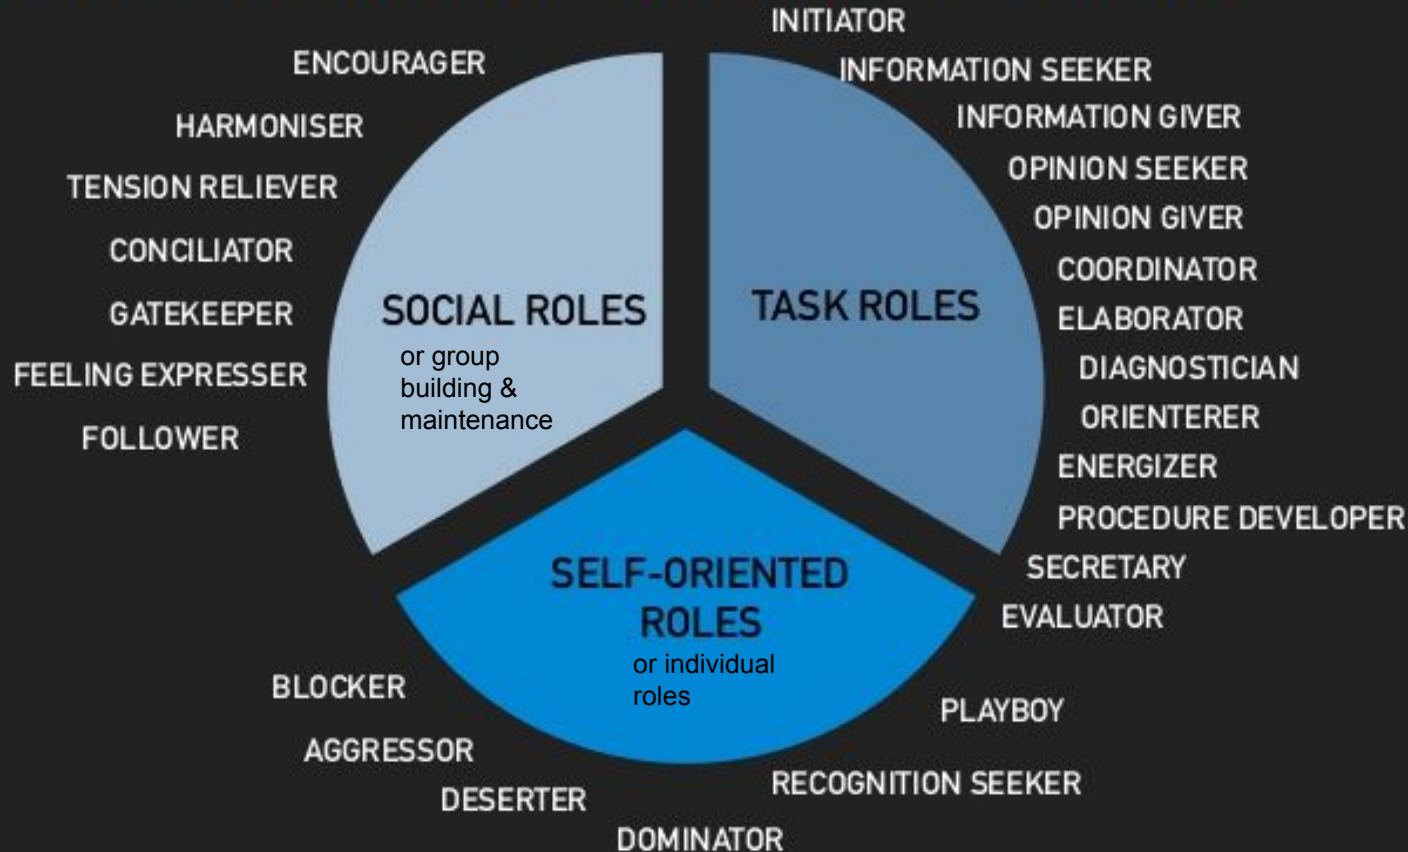 INITIATOR
ENCOURAGER
INFORMATION SEEKER
INFORMATION GIVER
HARMONISER
OPINION SEEKER
TENSION RELIEVER
OPINION GIVER
CONCILIATOR
COORDINATOR
GATEKEEPER
SOCIAL ROLES
TASK ROLES
ELABORATOR
or group
building &
maintenance
FEELING EXPRESSER
DIAGNOSTICIAN
ORIENTERER
FOLLOWER
ENERGIZER
PROCEDURE DEVELOPER
SECRETARY
SELF-ORIENTED
ROLES
EVALUATOR
or individual
roles
BLOCKER
PLAYBOY
AGGRESSOR
RECOGNITION SEEKER
DESERTER
DOMINATOR